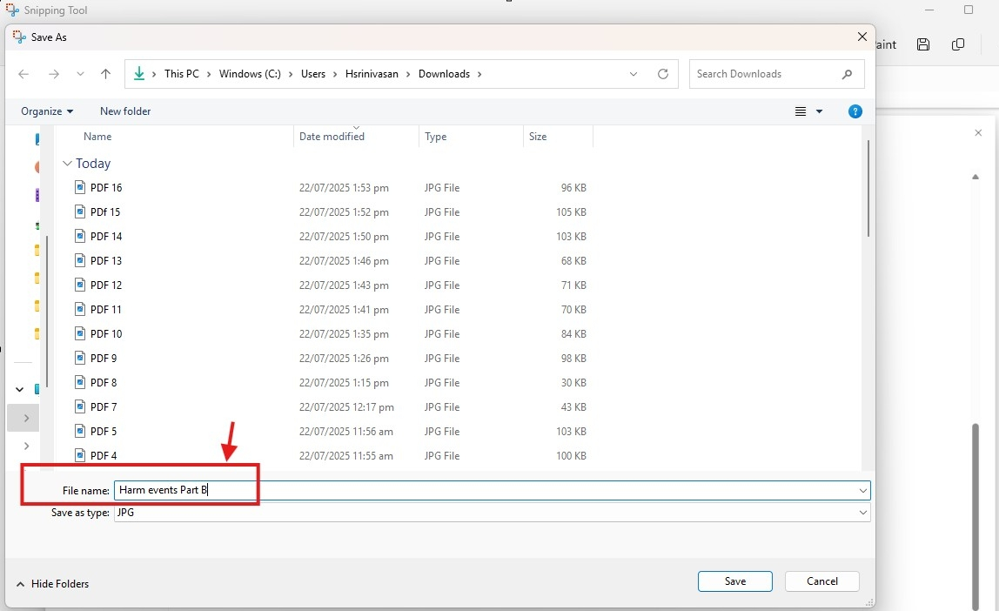 Snipping Tool
Save As
Paint
This PC > Windows (C:) > Users > Hsrinivasan > Downloads >
Search Downloads
Organize
New folder
?
Name Date modified Type Size
Today
PDF 16 22/07/2025 1:53 pm JPG File 96 KB
PDf 15 22/07/2025 1:52 pm JPG File 105 KB
PDF 14 22/07/2025 1:50 pm JPG File 103 KB
PDF 13 22/07/2025 1:46 pm JPG File 68 KB
PDF 12 22/07/2025 1:43 pm JPG File 71 KB
PDF 11 22/07/2025 1:41 pm JPG File 70 KB
PDF 10 22/07/2025 1:35 pm JPG File 84 KB
PDF 9 22/07/2025 1:26 pm JPG File 98 KB
PDF 8 22/07/2025 1:15 pm JPG File 30 KB
PDF 7 22/07/2025 12:17 pm JPG File 43 KB
PDF 5 22/07/2025 11:56 am JPG File 103 KB
PDF 4 22/07/2025 11:55 am JPG File 100 KB
File name: Harm events Part B
Save as type: JPG
Hide Folders
Save
Cancel